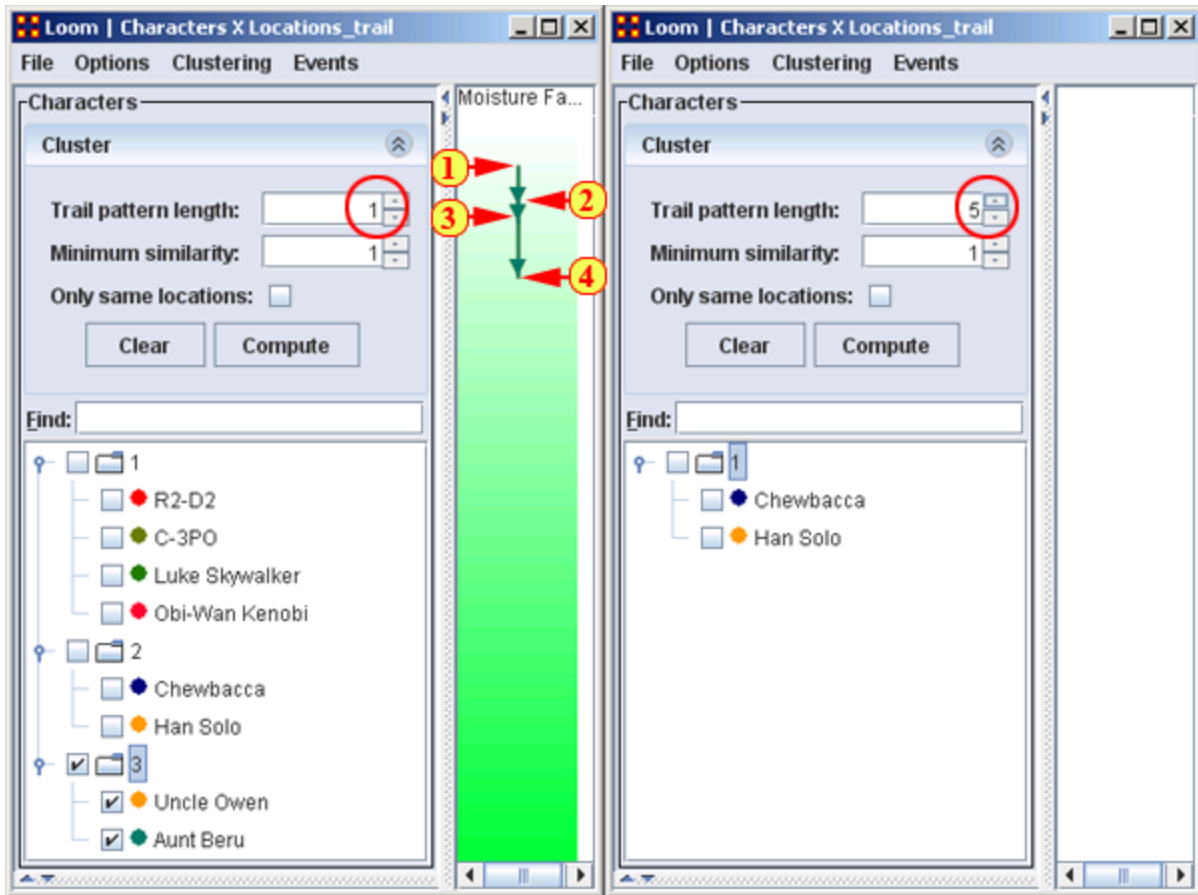 Loom | Characters X Locations_trail
File Options Clustering Events
Characters
Cluster
Trail pattern length: 1
Minimum similarity: 1
Only same locations:
Clear Compute
Find:
1
R2-D2
C-3PO
Luke Skywalker
Obi-Wan Kenobi
2
Chewbacca
Han Solo
3
Uncle Owen
Aunt Beru
Moisture Fa...
1
2
3
4
Loom | Characters X Locations_trail
File Options Clustering Events
Characters
Cluster
Trail pattern length: 5
Minimum similarity: 1
Only same locations:
Clear Compute
Find:
1
Chewbacca
Han Solo